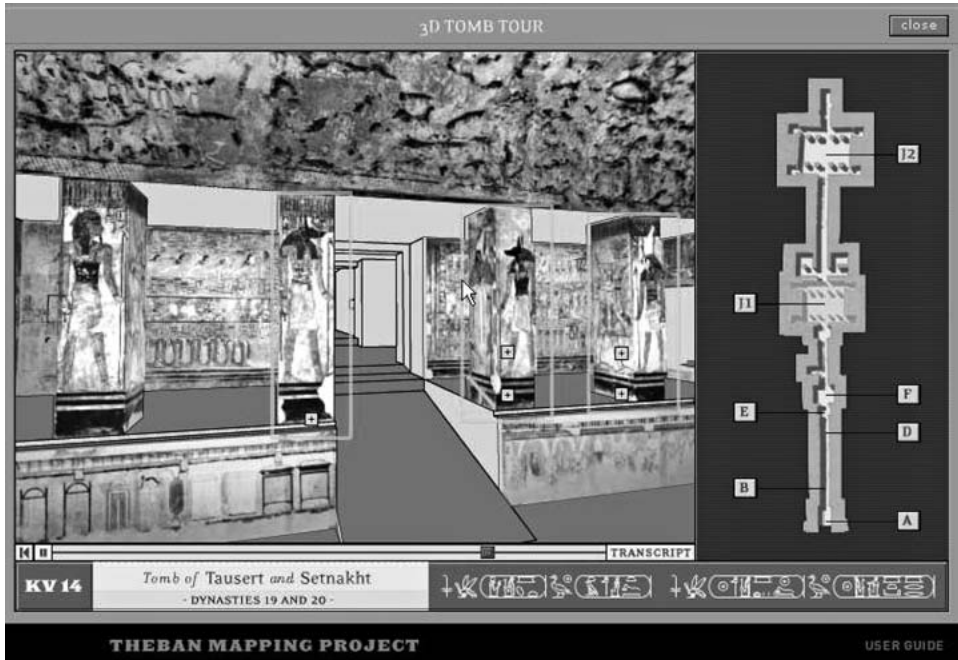 3D TOMB TOUR
close
J2
J1
F
E
D
B
A
TRANSCRIPT
KV 14
Tomb of Tausert and Setnakht
- DYNASTIES 19 AND 20 -
THEBAN MAPPING PROJECT
USER GUIDE